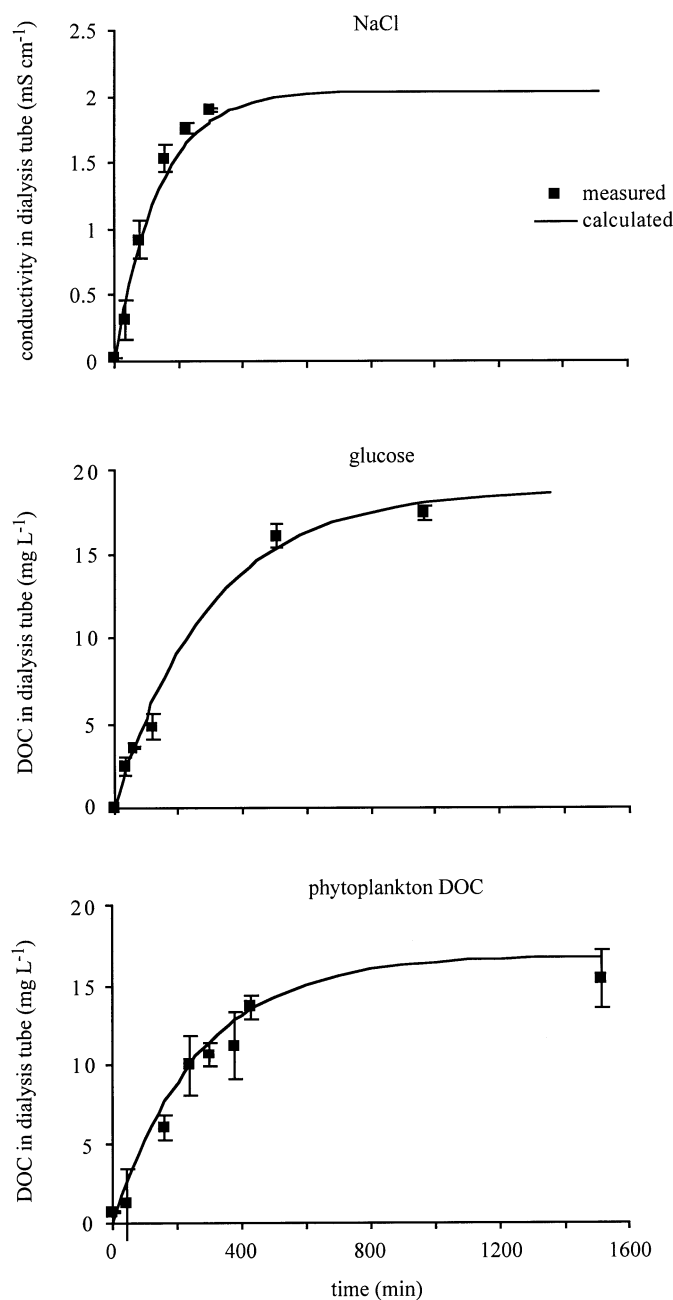 NaCl
conductivity in dialysis tube (mS cm-1)
2.5
2
1.5
1
0.5
0
measured
calculated
glucose
DOC in dialysis tube (mg L-1)
20
15
10
5
0
phytoplankton DOC
DOC in dialysis tube (mg L-1)
20
15
10
5
0
0 400 800 1200 1600
time (min)